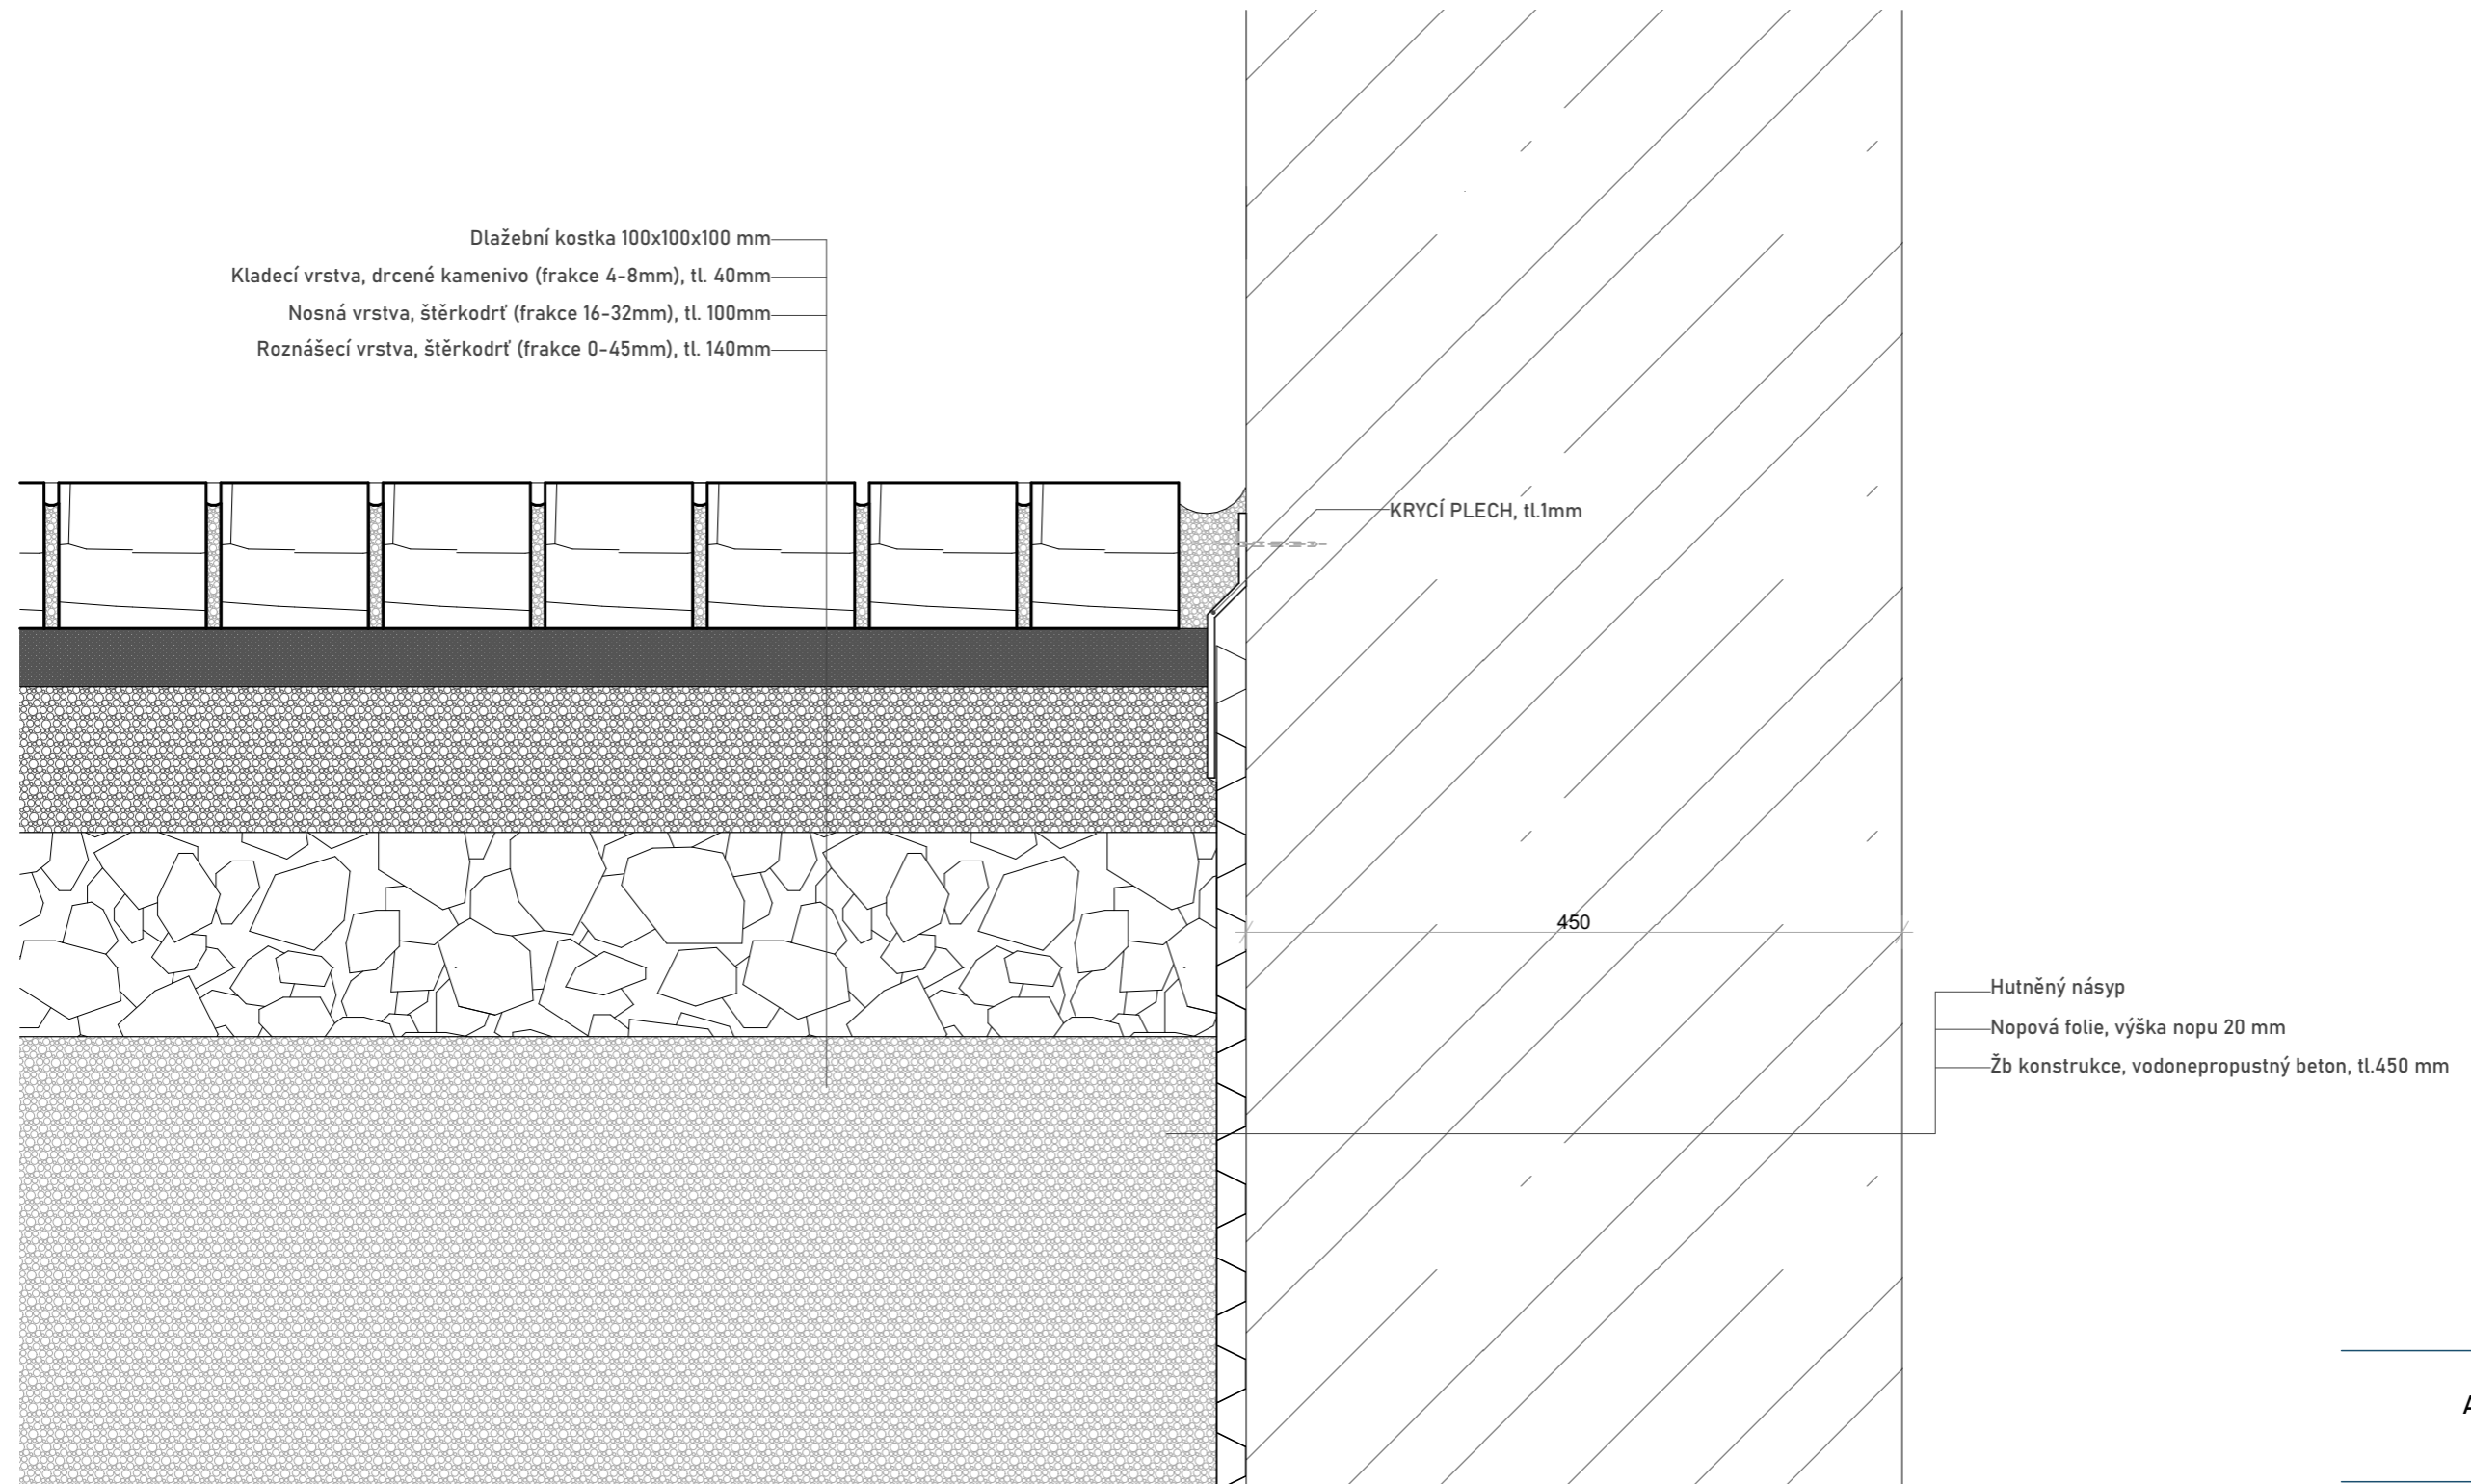 Dlažební kostka 100x100x100 mm
Kladecí vrstva, drcené kamenivo (frakce 4-8mm), tl. 40mm
Nosná vrstva, štěrkodrť (frakce 16-32mm), tl. 100mm
Roznášecí vrstva, štěrkodrť (frakce 0-45mm), tl. 140mm
KRYCÍ PLECH, tl.1mm
450
Hutněný násyp
Nopová folie, výška nopu 20 mm
Žb konstrukce, vodonepropustný beton, tl.450 mm